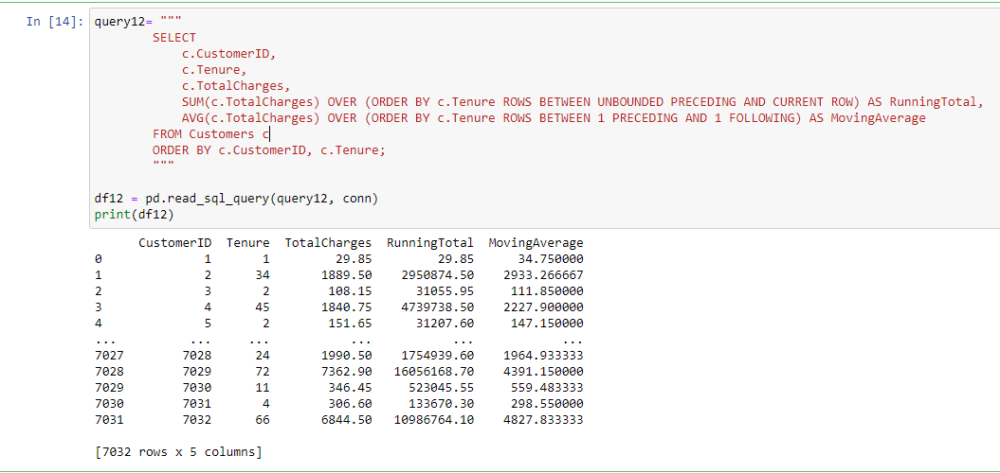 In [14]: query12= """
SELECT
c.CustomerID,
c.Tenure,
c.TotalCharges,
SUM(c.TotalCharges) OVER (ORDER BY c.Tenure ROWS BETWEEN UNBOUNDED PRECEDING AND CURRENT ROW) AS RunningTotal,
AVG(c.TotalCharges) OVER (ORDER BY c.Tenure ROWS BETWEEN 1 PRECEDING AND 1 FOLLOWING) AS MovingAverage
FROM Customers c
ORDER BY c.CustomerID, c.Tenure;
"""
df12 = pd.read_sql_query(query12, conn)
print(df12)
CustomerID Tenure TotalCharges RunningTotal MovingAverage
0 1 1 29.85 29.85 34.750000
1 2 34 1889.50 2950874.50 2933.266667
2 3 2 108.15 31055.95 111.850000
3 4 45 1840.75 4739738.50 2227.900000
4 5 2 151.65 31207.60 147.150000
... ... ... ... ... ...
7027 7028 24 1990.50 1754939.60 1964.933333
7028 7029 72 7362.90 16056168.70 4391.150000
7029 7030 11 346.45 523045.55 559.483333
7030 7031 4 306.60 133670.30 298.550000
7031 7032 66 6844.50 10986764.10 4827.833333
[7032 rows x 5 columns]